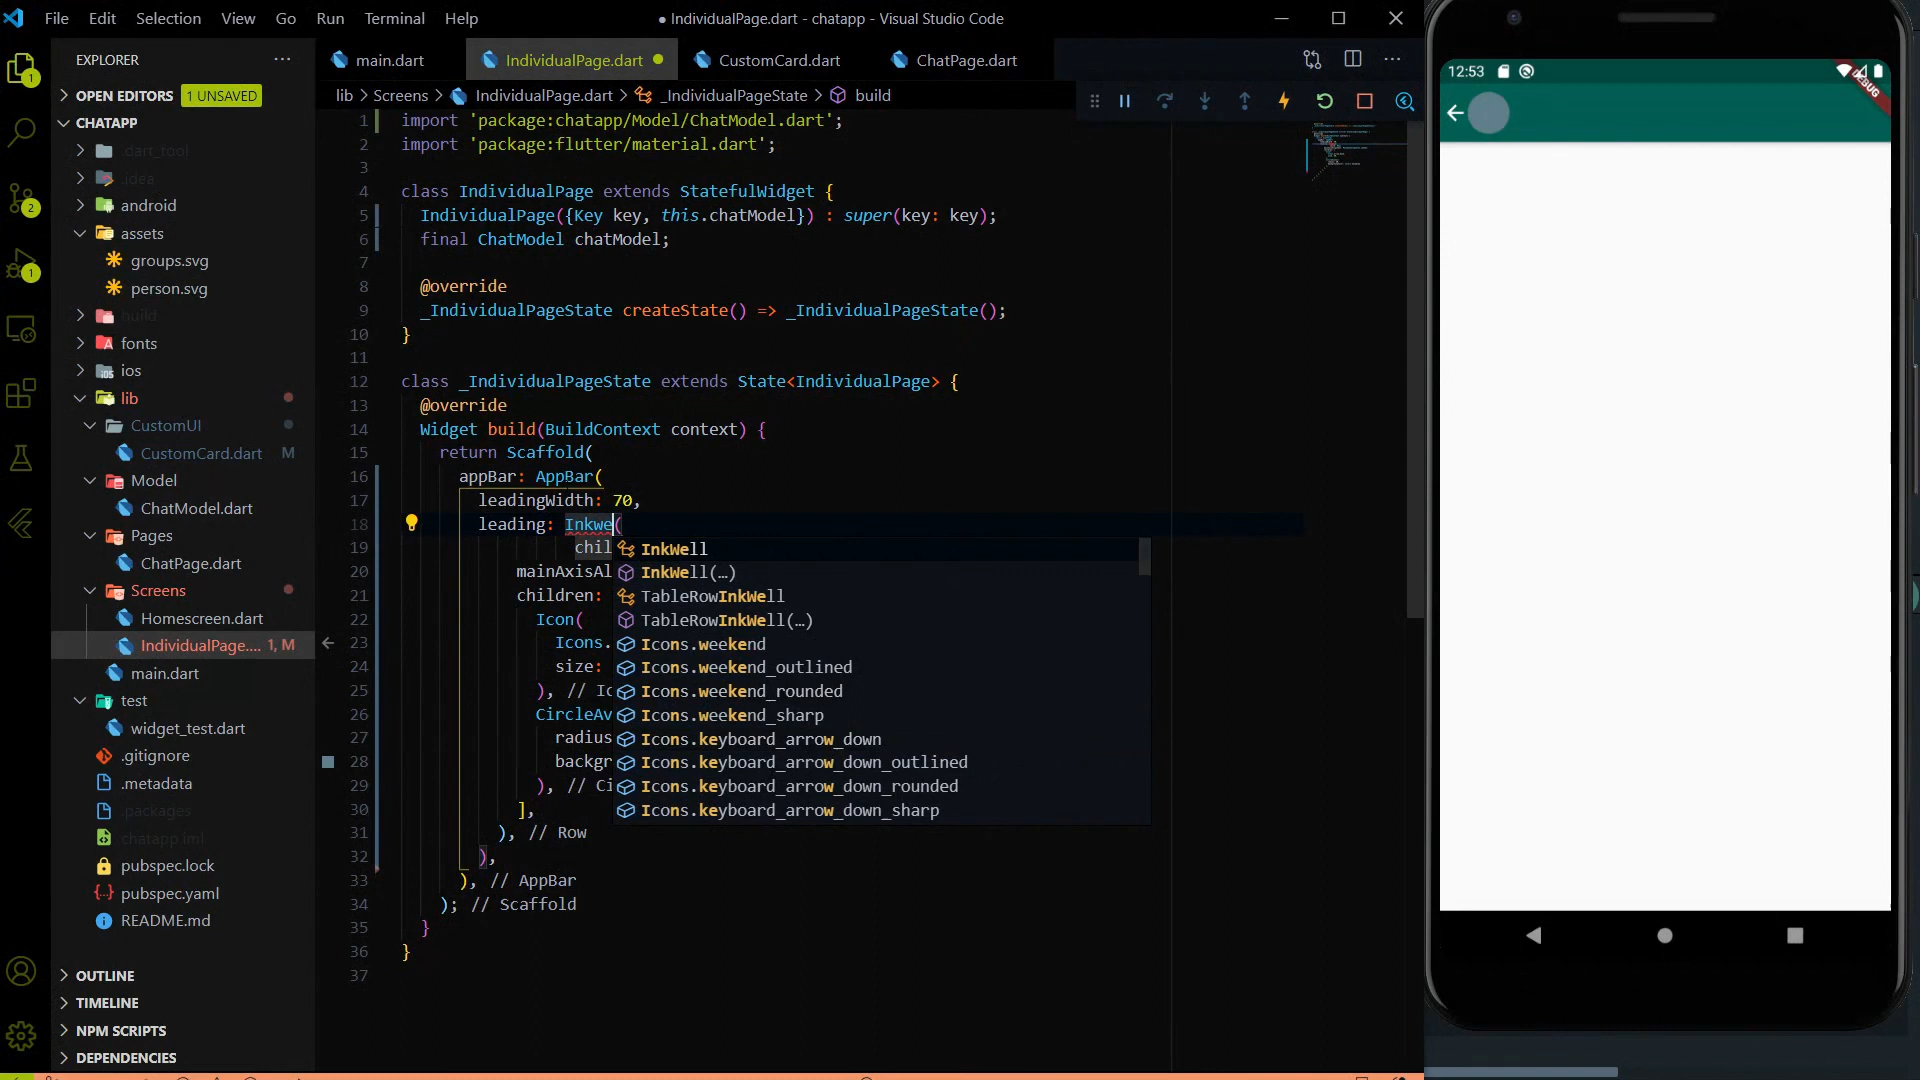 File Edit Selection View Go Run Terminal Help
● IndividualPage.dart - chatapp - Visual Studio Code
EXPLORER
main.dart
IndividualPage.dart
CustomCard.dart
ChatPage.dart
OPEN EDITORS 1 UNSAVED
lib > Screens > IndividualPage.dart > _IndividualPageState > build
CHATAPP
.dart_tool
.idea
android
assets
groups.svg
person.svg
build
fonts
ios
lib
CustomUI
CustomCard.dart M
Model
ChatModel.dart
Pages
ChatPage.dart
Screens
Homescreen.dart
IndividualPage.... 1, M
main.dart
test
widget_test.dart
.gitignore
.metadata
.packages
chatapp.iml
pubspec.lock
pubspec.yaml
README.md
OUTLINE
TIMELINE
NPM SCRIPTS
DEPENDENCIES
1 import 'package:chatapp/Model/ChatModel.dart';
2 import 'package:flutter/material.dart';
3
4 class IndividualPage extends StatefulWidget {
5 IndividualPage({Key key, this.chatModel}) : super(key: key);
6 final ChatModel chatModel;
7
8 @override
9 _IndividualPageState createState() => _IndividualPageState();
10 }
11
12 class _IndividualPageState extends State<IndividualPage> {
13 @override
14 Widget build(BuildContext context) {
15 return Scaffold(
16 appBar: AppBar(
17 leadingWidth: 70,
18 leading: Inkwe(
19 chil
20 mainAxisAl
21 children:
22 Icon(
23 Icons.
24 size:
25 ), // Ic
26 CircleAv
27 radius
28 backgr
29 ), // Ci
30 ],
31 ), // Row
32 ),
33 ), // AppBar
34 ); // Scaffold
35 }
36 }
37
InkWell
InkWell(…)
TableRowInkWell
TableRowInkWell(…)
Icons.weekend
Icons.weekend_outlined
Icons.weekend_rounded
Icons.weekend_sharp
Icons.keyboard_arrow_down
Icons.keyboard_arrow_down_outlined
Icons.keyboard_arrow_down_rounded
Icons.keyboard_arrow_down_sharp
1
2
1
12:53
DEBUG